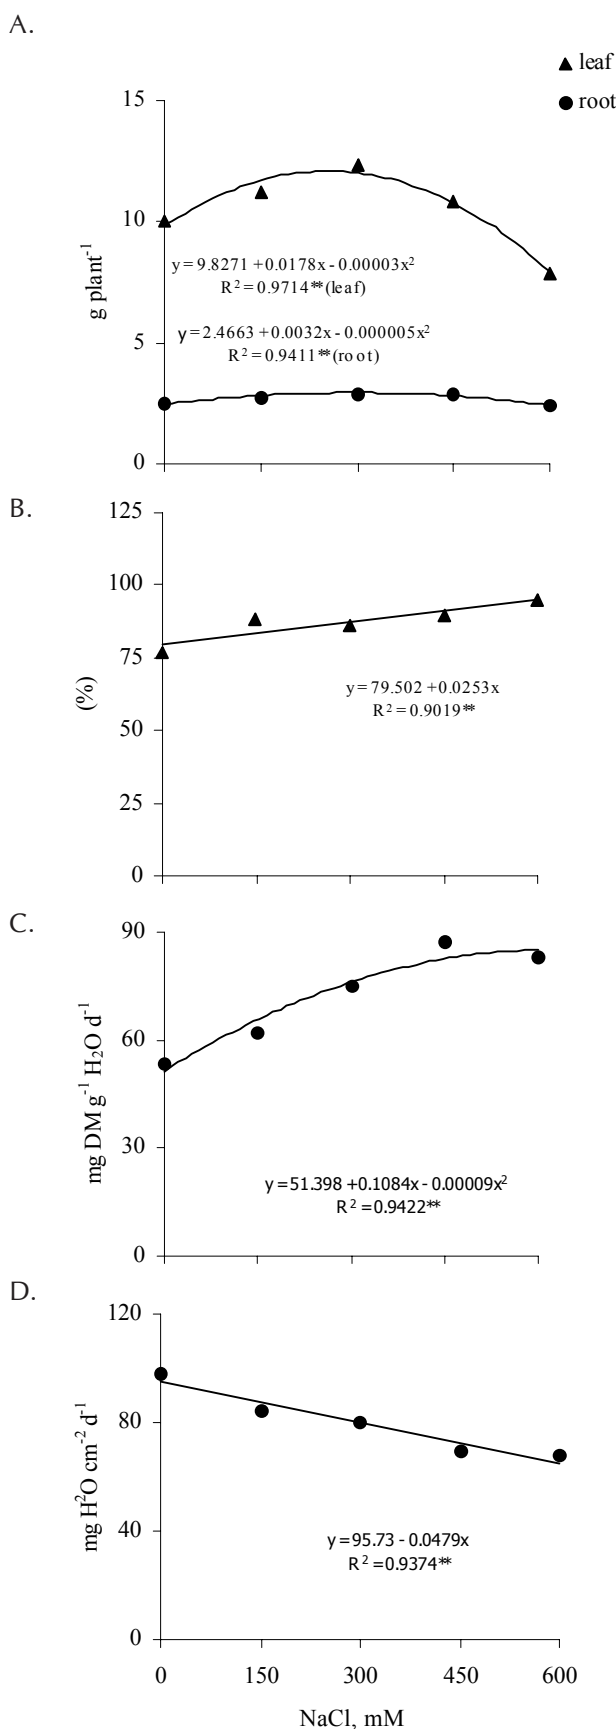 A.
leaf
root
15
10
5
0
g plant⁻¹
y = 9.8271 + 0.0178x - 0.00003x²
R² = 0.9714** (leaf)
y = 2.4663 + 0.0032x - 0.000005x²
R² = 0.9411** (root)
B.
125
100
75
50
25
0
(%)
y = 79.502 + 0.0253x
R² = 0.9019**
C.
90
60
30
0
mg DM g⁻¹ H₂O d⁻¹
y = 51.398 + 0.1084x - 0.00009x²
R² = 0.9422**
D.
120
80
40
0
mg H²O cm⁻² d⁻¹
y = 95.73 - 0.0479x
R² = 0.9374**
0 150 300 450 600
NaCl, mM